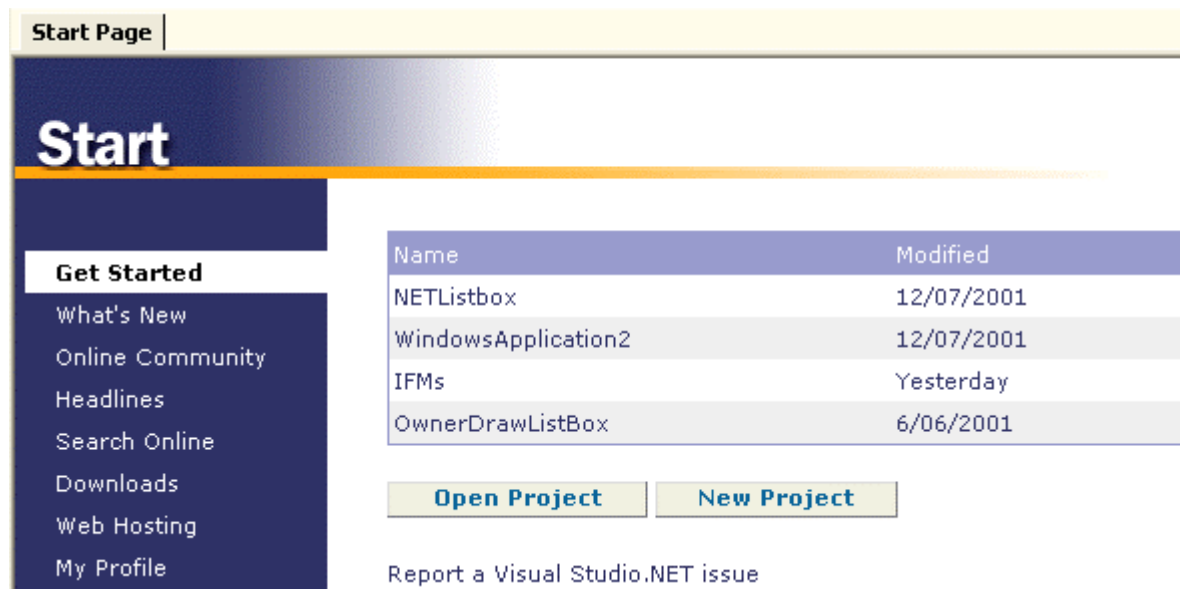 Start Page
Start
Get Started
What's New
Online Community
Headlines
Search Online
Downloads
Web Hosting
My Profile
Name Modified
NETListbox 12/07/2001
WindowsApplication2 12/07/2001
IFMs Yesterday
OwnerDrawListBox 6/06/2001
Open Project New Project
Report a Visual Studio.NET issue